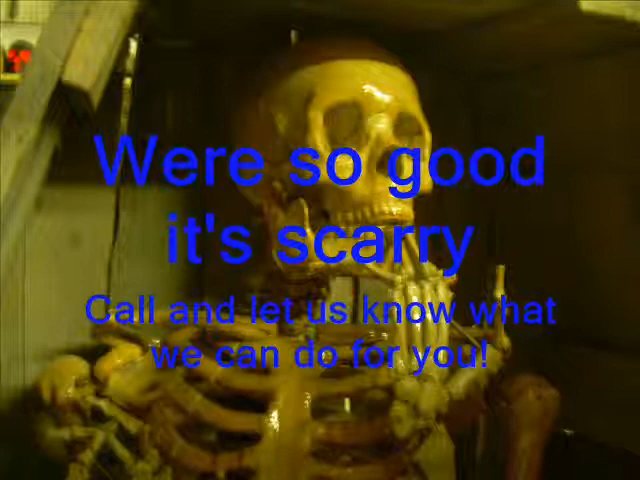 Were so good
it's scarry
Call and let us know what
we can do for you!